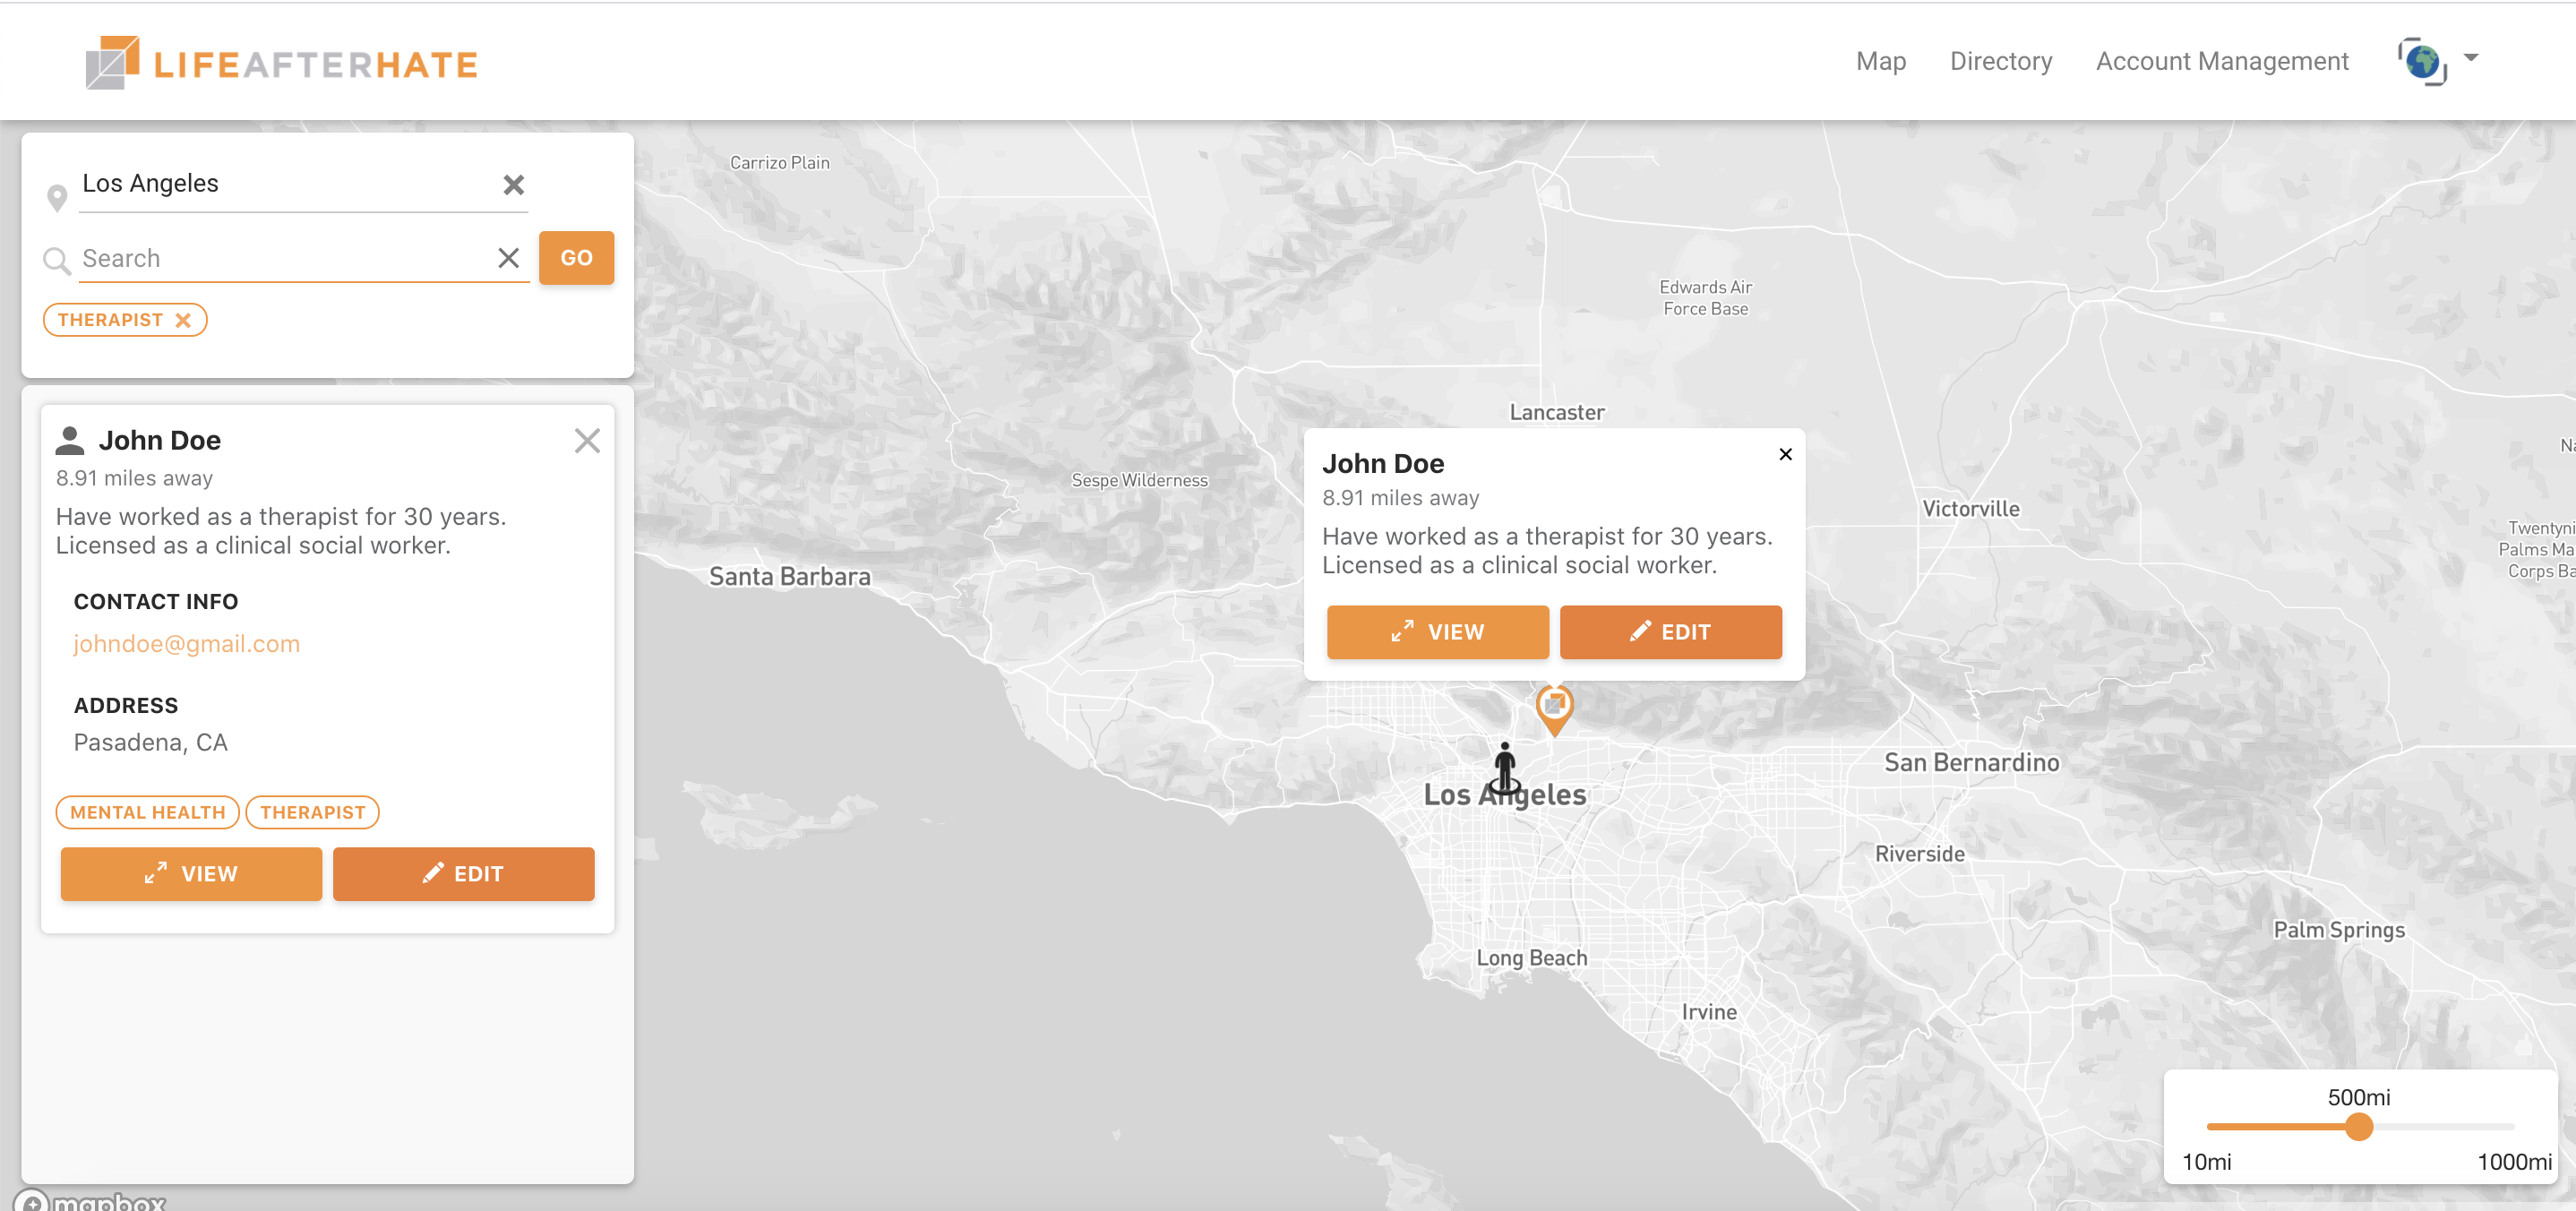 LIFEAFTERHATE
Map
Directory
Account Management
Los Angeles
Search
GO
THERAPIST
John Doe
8.91 miles away
Have worked as a therapist for 30 years.
Licensed as a clinical social worker.
CONTACT INFO
johndoe@gmail.com
ADDRESS
Pasadena, CA
MENTAL HEALTH
THERAPIST
VIEW
EDIT
Carrizo Plain
Edwards Air
Force Base
Lancaster
John Doe
8.91 miles away
Have worked as a therapist for 30 years.
Licensed as a clinical social worker.
VIEW
EDIT
Sespe Wilderness
Victorville
Santa Barbara
Twentyni
Palms Ma
Corps Ba
Na
San Bernardino
Los Angeles
Riverside
Palm Springs
Long Beach
Irvine
500mi
10mi
1000mi
mapbox